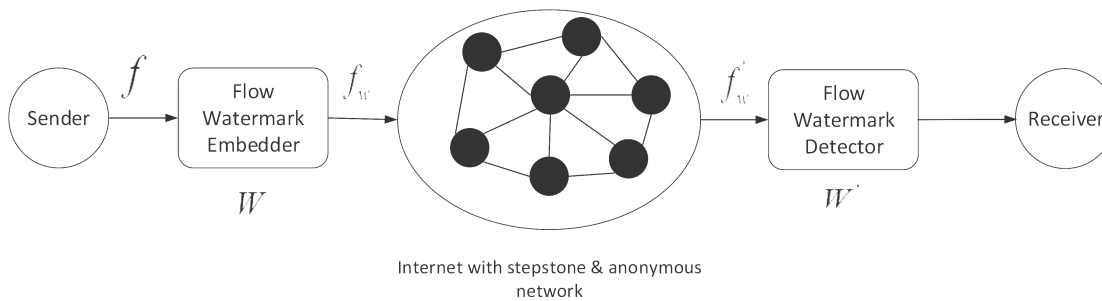 Sender
f
Flow
Watermark
Embedder
W
f_w
Internet with stepstone & anonymous
network
f'_w
Flow
Watermark
Detector
W'
Receiver